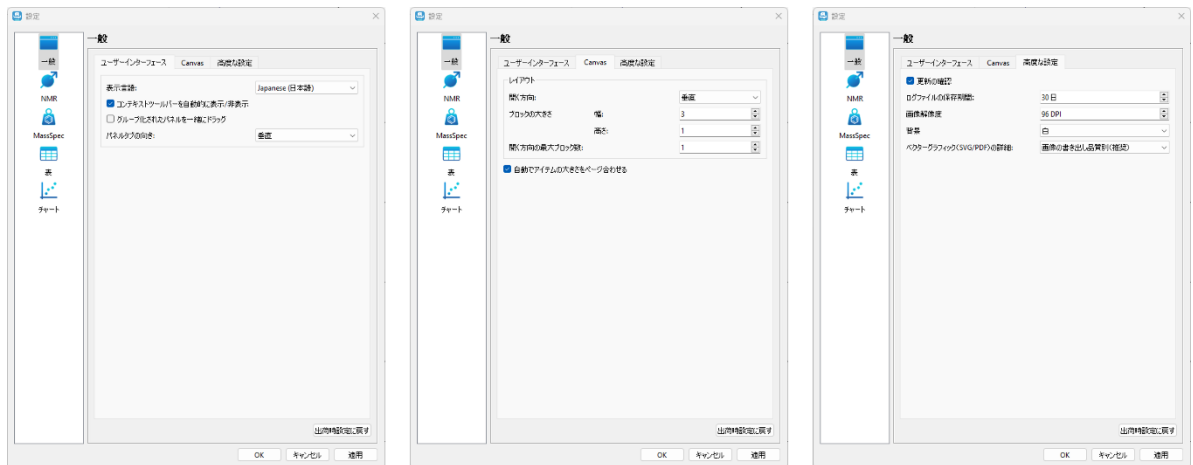 設定
一般
一般
NMR
MassSpec
表
チャート
ユーザーインターフェース Canvas 高度な設定
表示言語: Japanese (日本語)
コンテキストツールバーを自動的に表示/非表示
グループ化されたパネルを一緒にドラッグ
パネルタブの向き: 垂直
出荷時設定に戻す
OK キャンセル 適用
設定
一般
一般
NMR
MassSpec
表
チャート
ユーザーインターフェース Canvas 高度な設定
レイアウト
開く方向: 垂直
ブロックの大きさ 幅: 3
高さ: 1
開く方向の最大ブロック数: 1
自動でアイテムの大きさをページ合わせる
出荷時設定に戻す
OK キャンセル 適用
設定
一般
一般
NMR
MassSpec
表
チャート
ユーザーインターフェース Canvas 高度な設定
更新の確認
ログファイルの保存期間: 30 日
画像解像度 96 DPI
背景 白
ベクターグラフィック(SVG/PDF)の詳細: 画像の書き出し品質別(推奨)
出荷時設定に戻す
OK キャンセル 適用